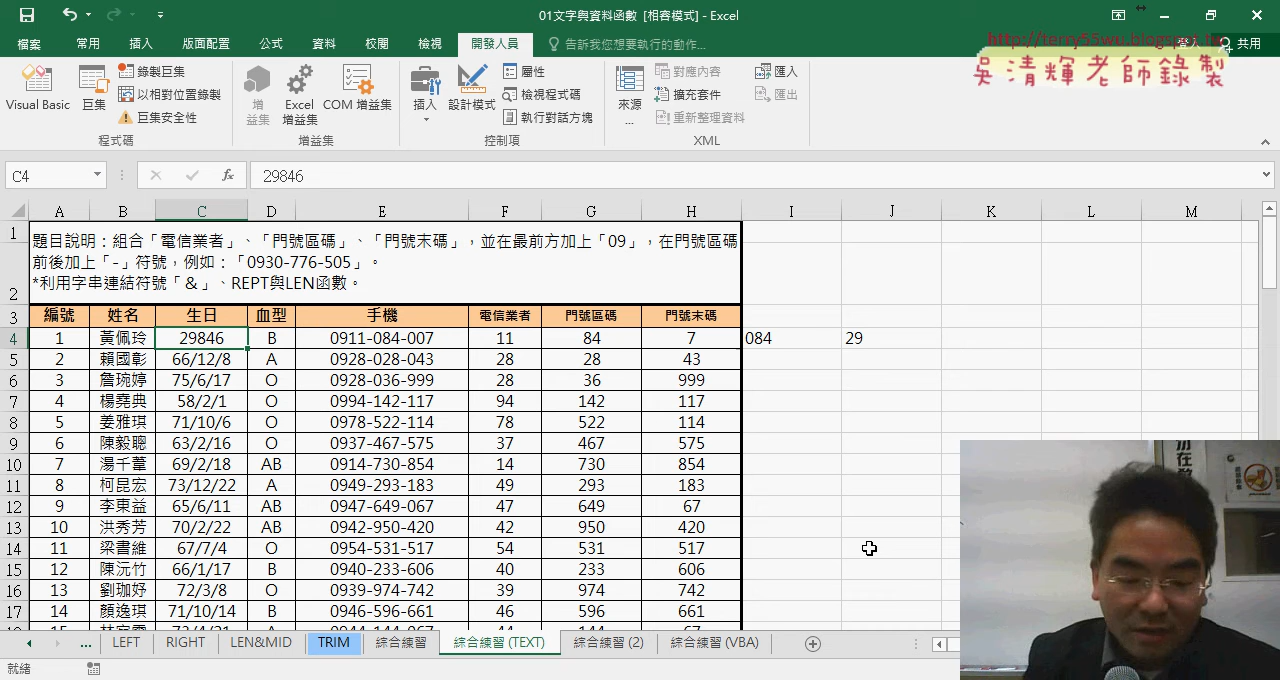 01文字與資料函數 [相容模式] - Excel
檔案 常用 插入 版面配置 公式 資料 校閱 檢視 開發人員 告訴我您想要執行的動作... 登入 共用
http://terry55wu.blogspot.tw
吳清輝老師錄製
Visual Basic 巨集 錄製巨集 以相對位置錄製 巨集安全性 程式碼
增益集 Excel 增益集 COM 增益集 增益集
插入 設計模式 屬性 檢視程式碼 執行對話方塊 控制項
來源... 對應內容 擴充套件 重新整理資料 匯入 匯出 XML
C4 fx 29846
A B C D E F G H I J K L M
1 題目說明：組合「電信業者」、「門號區碼」、「門號末碼」，並在最前方加上「09」，在門號區碼
前後加上「-」符號，例如：「0930-776-505」。
2 *利用字串連結符號「&」、REPT與LEN函數。
3 編號 姓名 生日 血型 手機 電信業者 門號區碼 門號末碼
4 1 黃佩玲 29846 B 0911-084-007 11 84 7 084 29
5 2 賴國彰 66/12/8 A 0928-028-043 28 28 43
6 3 詹琬婷 75/6/17 O 0928-036-999 28 36 999
7 4 楊堯典 58/2/1 O 0994-142-117 94 142 117
8 5 姜雅琪 71/10/6 O 0978-522-114 78 522 114
9 6 陳毅聰 63/2/16 O 0937-467-575 37 467 575
10 7 湯千葦 69/2/18 AB 0914-730-854 14 730 854
11 8 柯昆宏 73/12/22 A 0949-293-183 49 293 183
12 9 李東益 65/6/11 AB 0947-649-067 47 649 67
13 10 洪秀芳 70/2/22 AB 0942-950-420 42 950 420
14 11 梁書維 67/7/4 O 0954-531-517 54 531 517
15 12 陳沅竹 66/1/17 B 0940-233-606 40 233 606
16 13 劉珈妤 72/3/8 O 0939-974-742 39 974 742
17 14 顏逸琪 71/10/14 B 0946-596-661 46 596 661
... LEFT RIGHT LEN&MID TRIM 綜合練習 綜合練習 (TEXT) 綜合練習 (2) 綜合練習 (VBA)
就緒